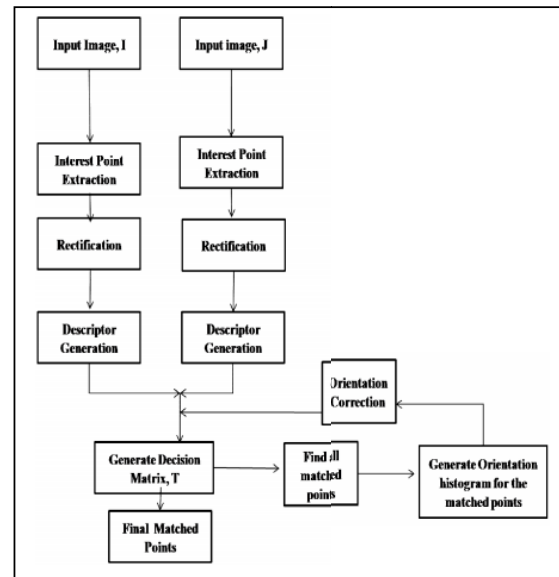 Input Image, I
Input image, J
Interest Point
Extraction
Interest Point
Extraction
Rectification
Rectification
Descriptor
Generation
Descriptor
Generation
Orientation
Correction
Generate Decision
Matrix, T
Find all
matched
points
Generate Orientation
histogram for the
matched points
Final Matched
Points